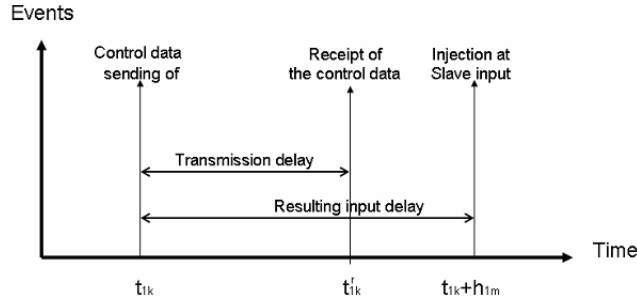 Events
Control data
sending of
Receipt of
the control data
Injection at
Slave input
Transmission delay
Resulting input delay
Time
t1k
t1k^r
t1k+h1m